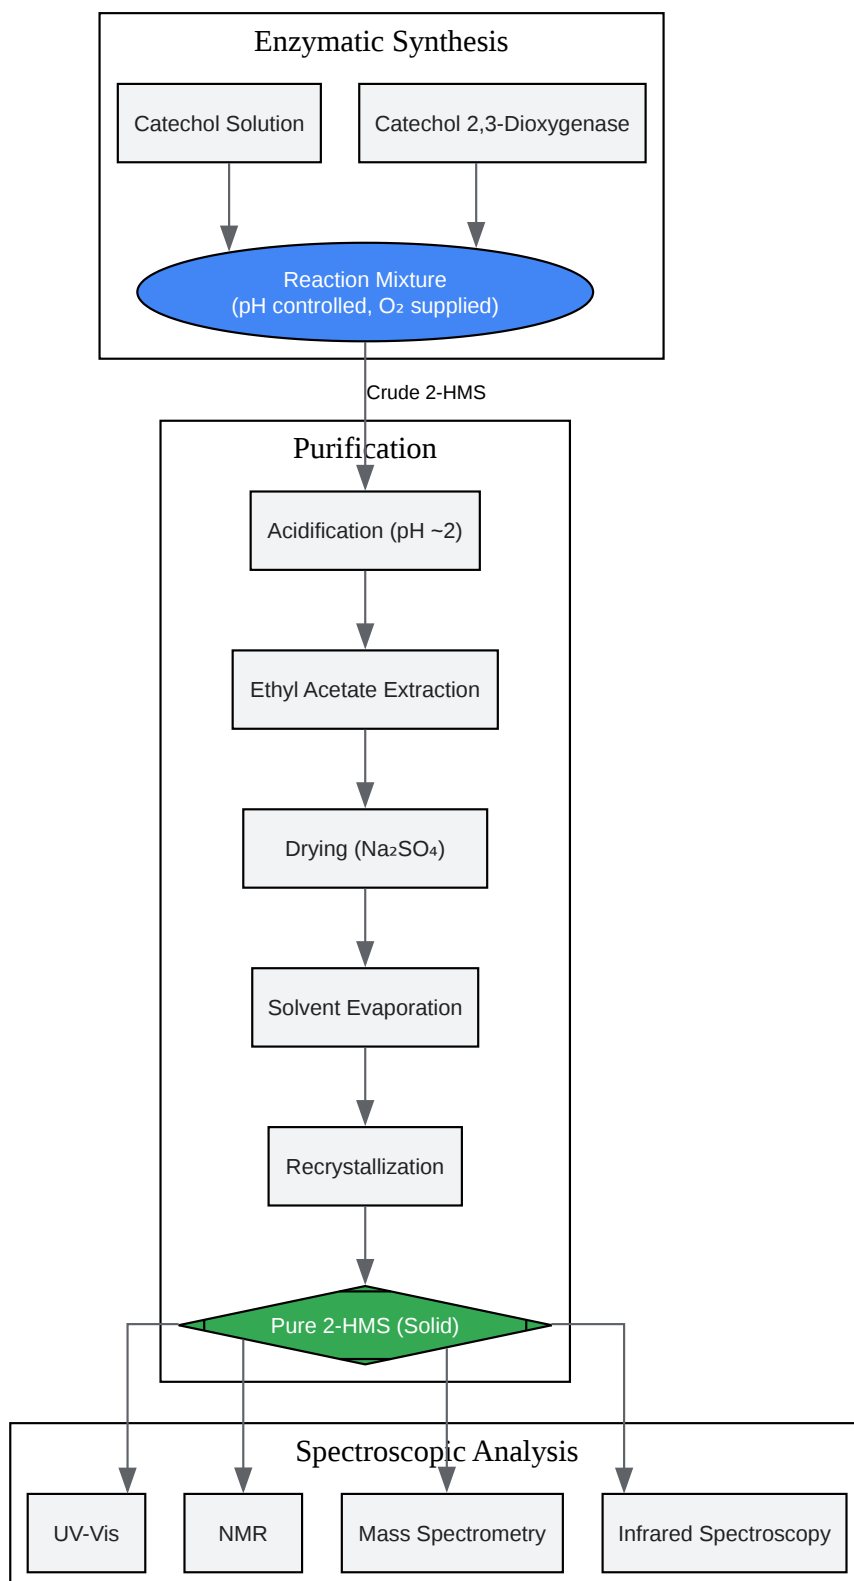 Enzymatic Synthesis
Catechol Solution
Catechol 2,3-Dioxygenase
Reaction Mixture
(pH controlled, O₂ supplied)
Crude 2-HMS
Purification
Acidification (pH ~2)
Ethyl Acetate Extraction
Drying (Na₂SO₄)
Solvent Evaporation
Recrystallization
Pure 2-HMS (Solid)
Spectroscopic Analysis
UV-Vis
NMR
Mass Spectrometry
Infrared Spectroscopy